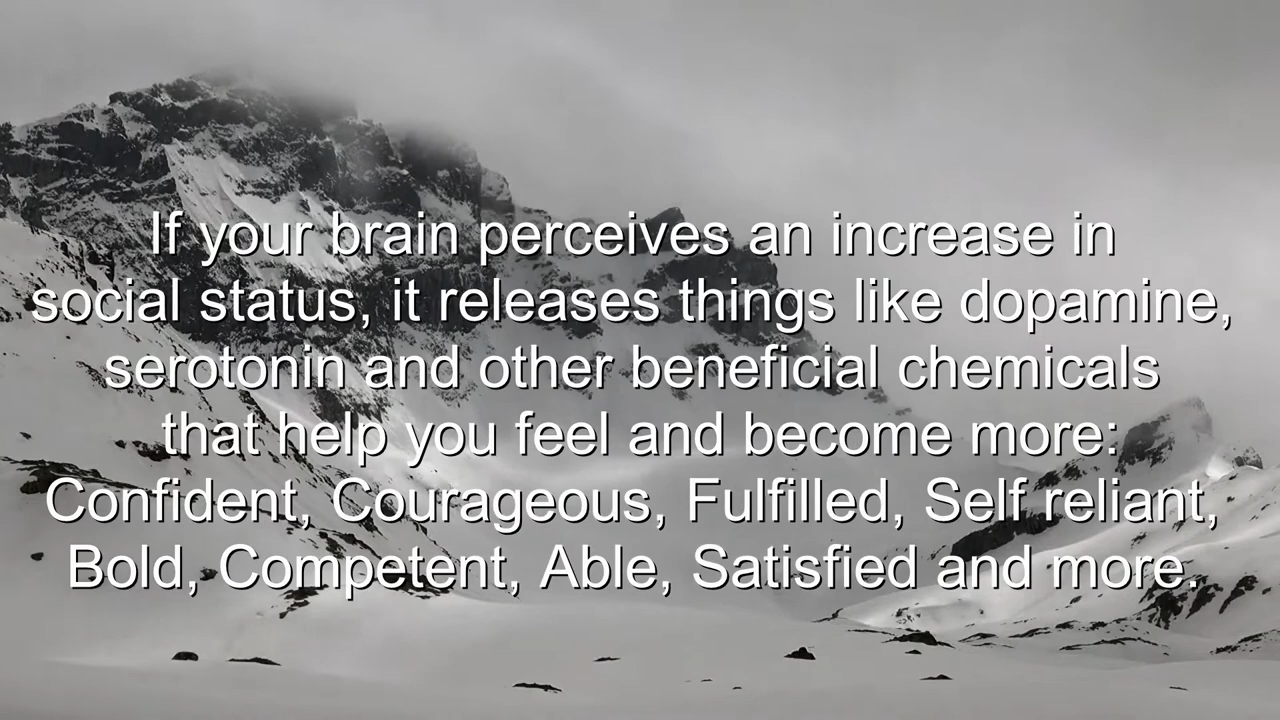 If your brain perceives an increase in
social status, it releases things like dopamine,
serotonin and other beneficial chemicals
that help you feel and become more:
Confident, Courageous, Fulfilled, Self reliant,
Bold, Competent, Able, Satisfied and more.